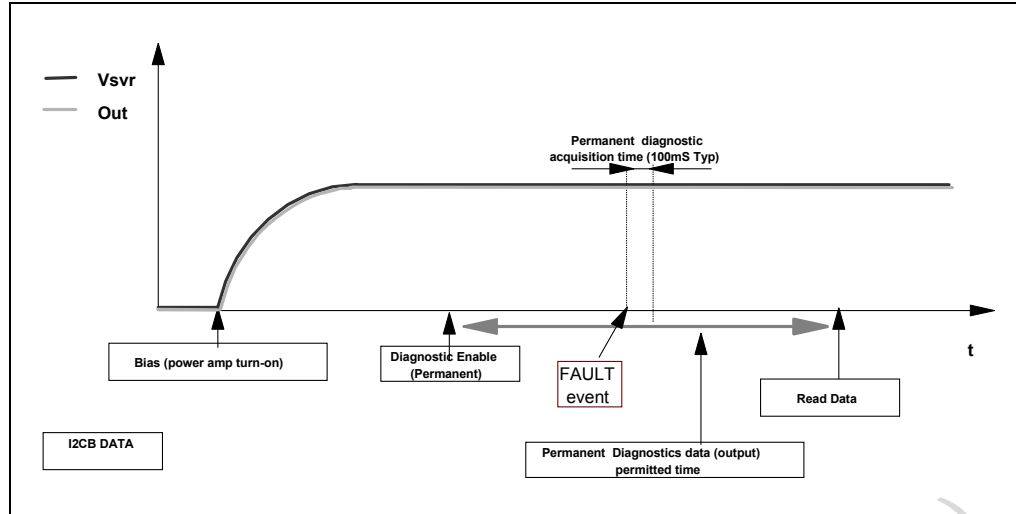 Vsvr
Out
Permanent diagnostic
acquisition time (100mS Typ)
t
Bias (power amp turn-on)
Diagnostic Enable
(Permanent)
FAULT
event
Read Data
I2CB DATA
Permanent Diagnostics data (output)
permitted time